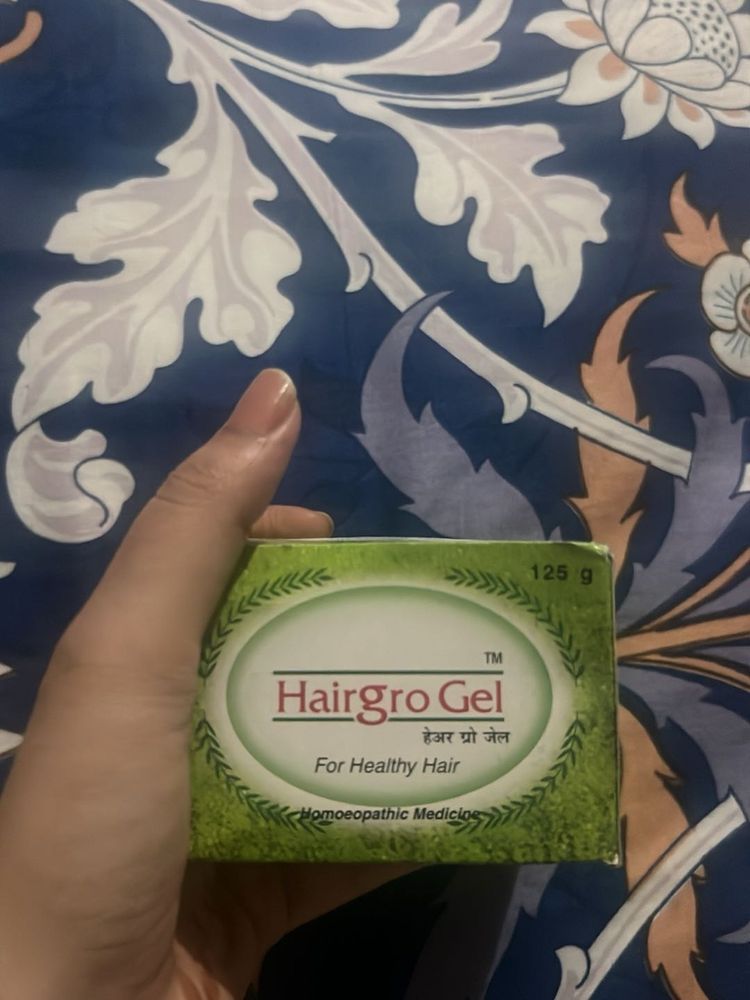 125 g
TM
Hairgro Gel
हेअर ग्रो जेल
For Healthy Hair
Homoeopathic Medicine